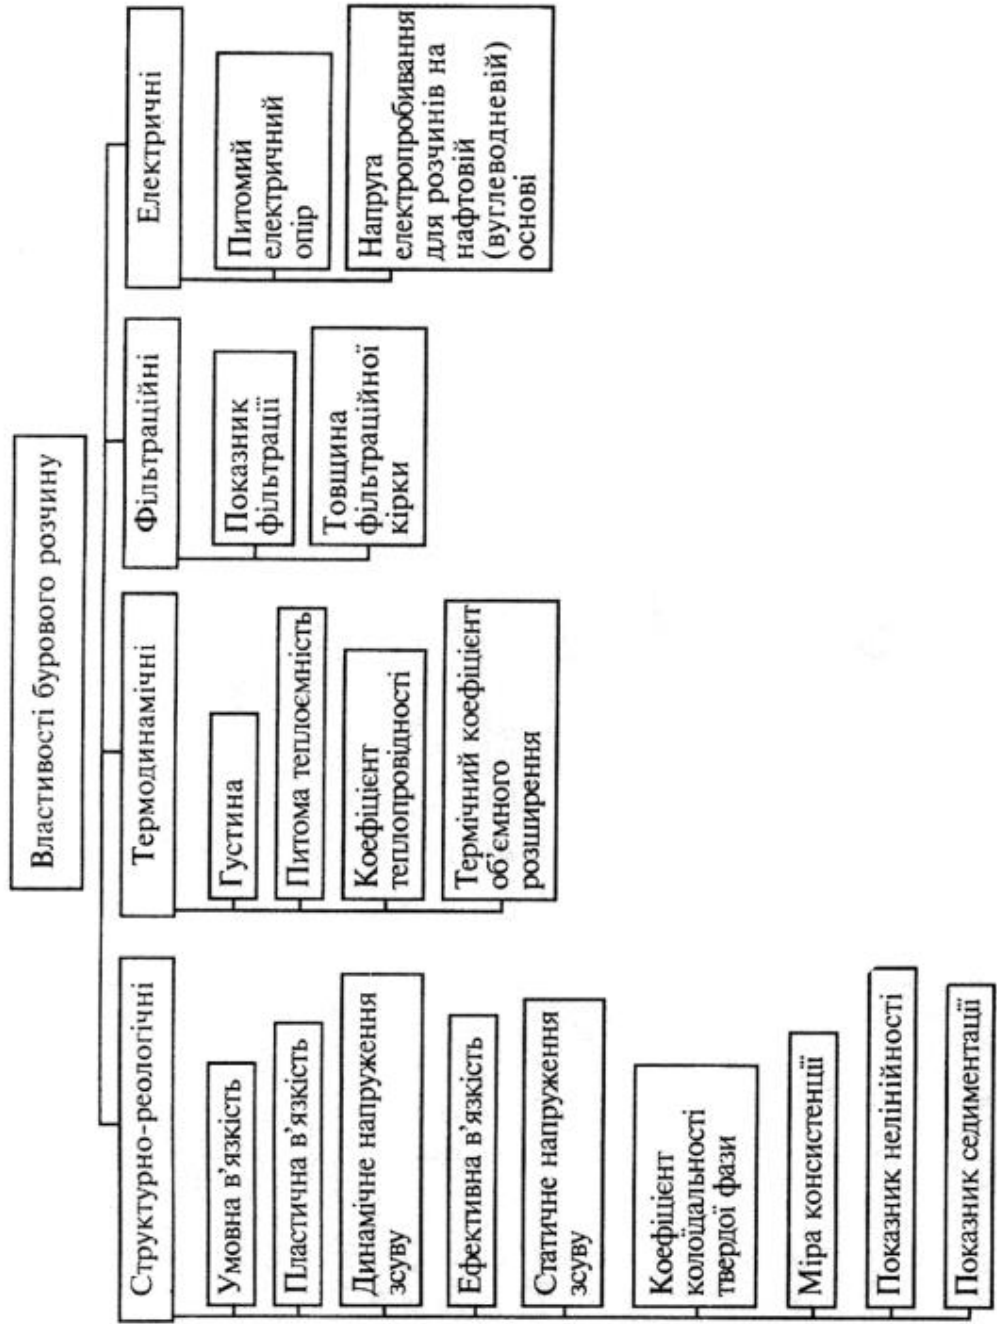 Властивості бурового розчину
Структурно-реологічні
Умовна в’язкість
Пластична в’язкість
Динамічне напруження
зсуву
Ефективна в’язкість
Статичне напруження
зсуву
Коефіцієнт
колоїдальності
твердої фази
Міра консистенції
Показник нелінійності
Показник седиментації
Термодинамічні
Густина
Питома теплоємність
Коефіцієнт
теплопровідності
Термічний коефіцієнт
об’ємного
розширення
Фільтраційні
Показник
фільтрації
Товщина
фільтраційної
кірки
Електричні
Питомий
електричний
опір
Напруга
електропробивання
для розчинів на
нафтовій
(вуглеводневій)
основі